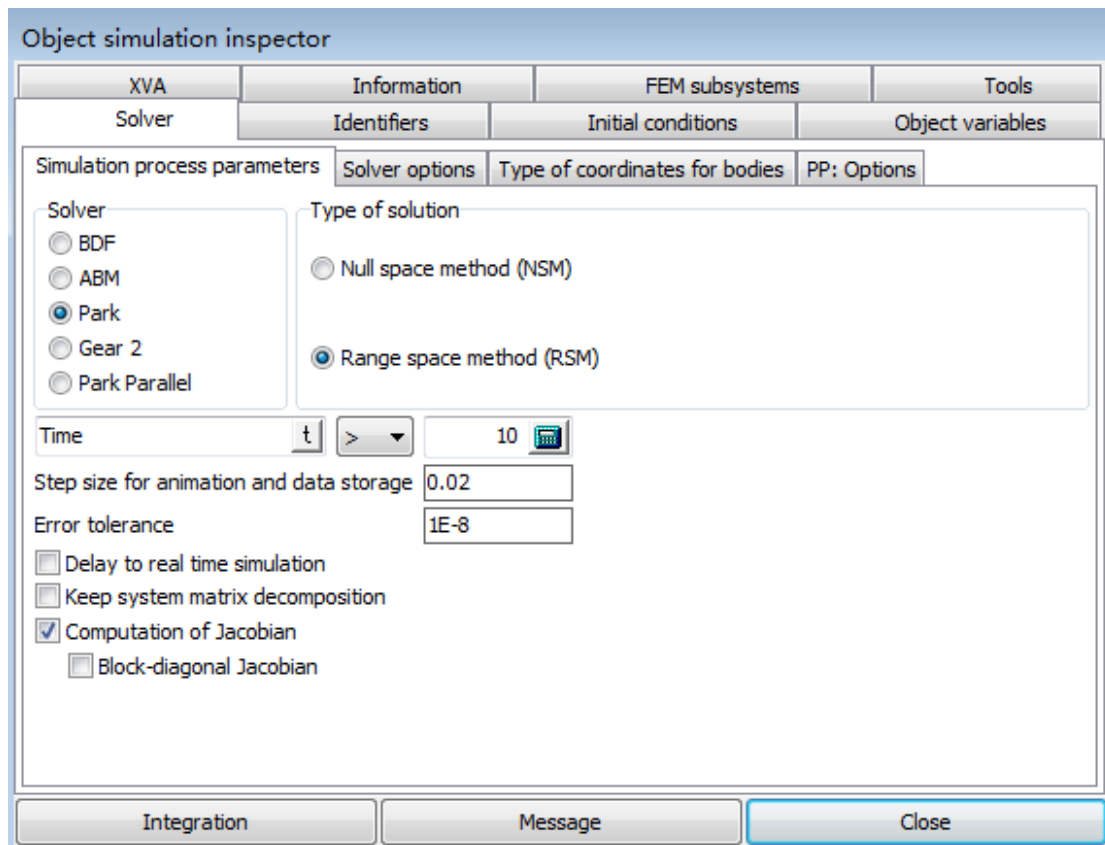 Object simulation inspector
XVA Information FEM subsystems Tools
Solver Identifiers Initial conditions Object variables
Simulation process parameters Solver options Type of coordinates for bodies PP: Options
Solver Type of solution
BDF
Null space method (NSM)
ABM
Park
Gear 2
Range space method (RSM)
Park Parallel
Time t > 10
Step size for animation and data storage 0.02
Error tolerance 1E-8
Delay to real time simulation
Keep system matrix decomposition
Computation of Jacobian
Block-diagonal Jacobian
Integration Message Close